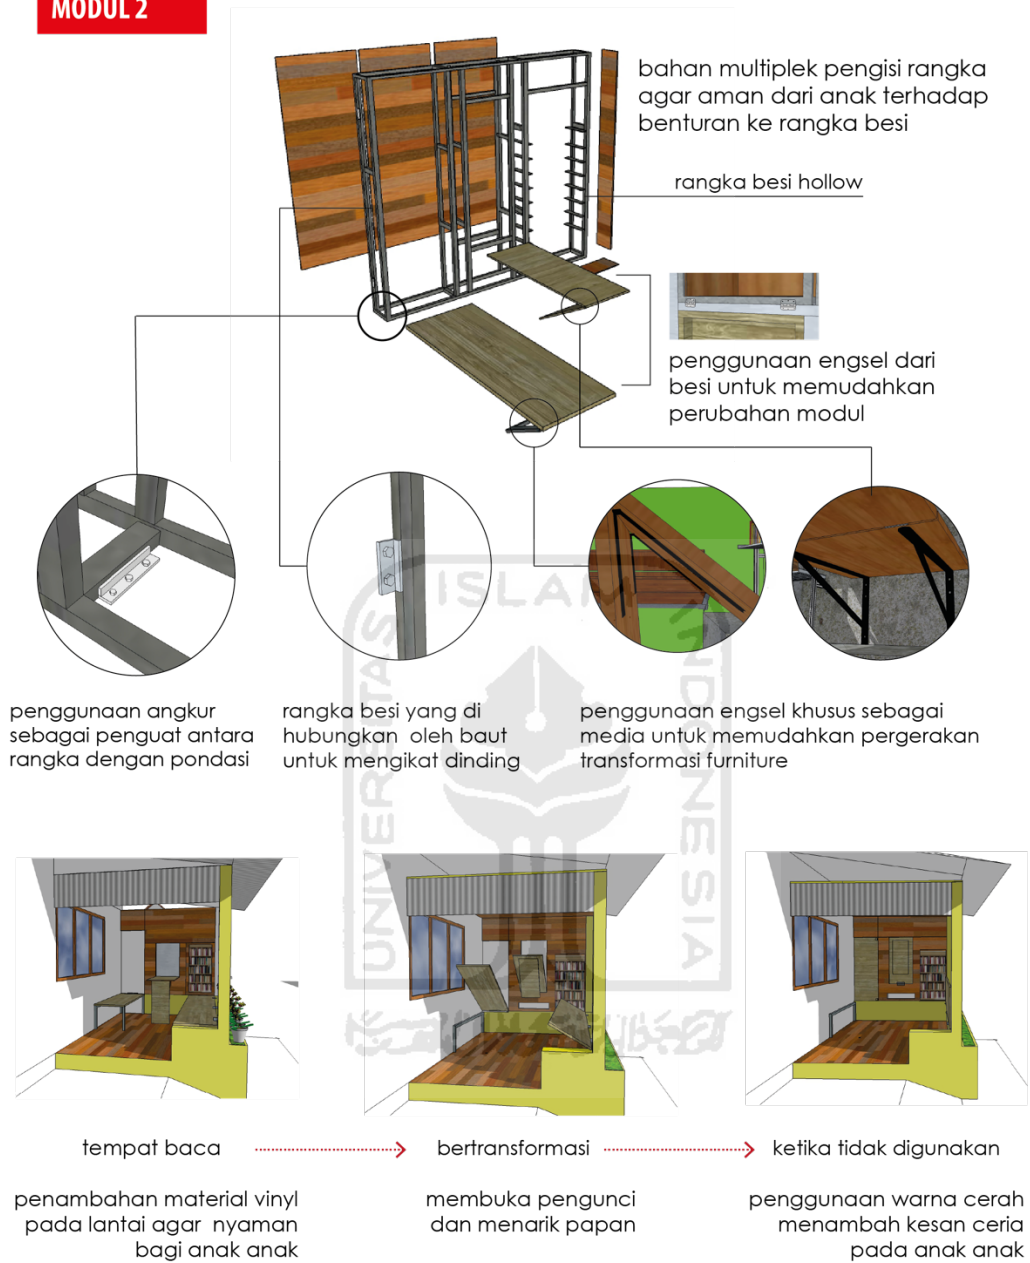 MODUL 2
bahan multiplek pengisi rangka
agar aman dari anak terhadap
benturan ke rangka besi
rangka besi hollow
penggunaan engsel dari
besi untuk memudahkan
perubahan modul
penggunaan angkur
sebagai penguat antara
rangka dengan pondasi
rangka besi yang di
hubungkan oleh baut
untuk mengikat dinding
penggunaan engsel khusus sebagai
media untuk memudahkan pergerakan
transformasi furniture
UNIVERSITAS
ISLAM
INDONESIA
tempat baca
bertransformasi
ketika tidak digunakan
penambahan material vinyl
pada lantai agar nyaman
bagi anak anak
membuka pengunci
dan menarik papan
penggunaan warna cerah
menambah kesan ceria
pada anak anak